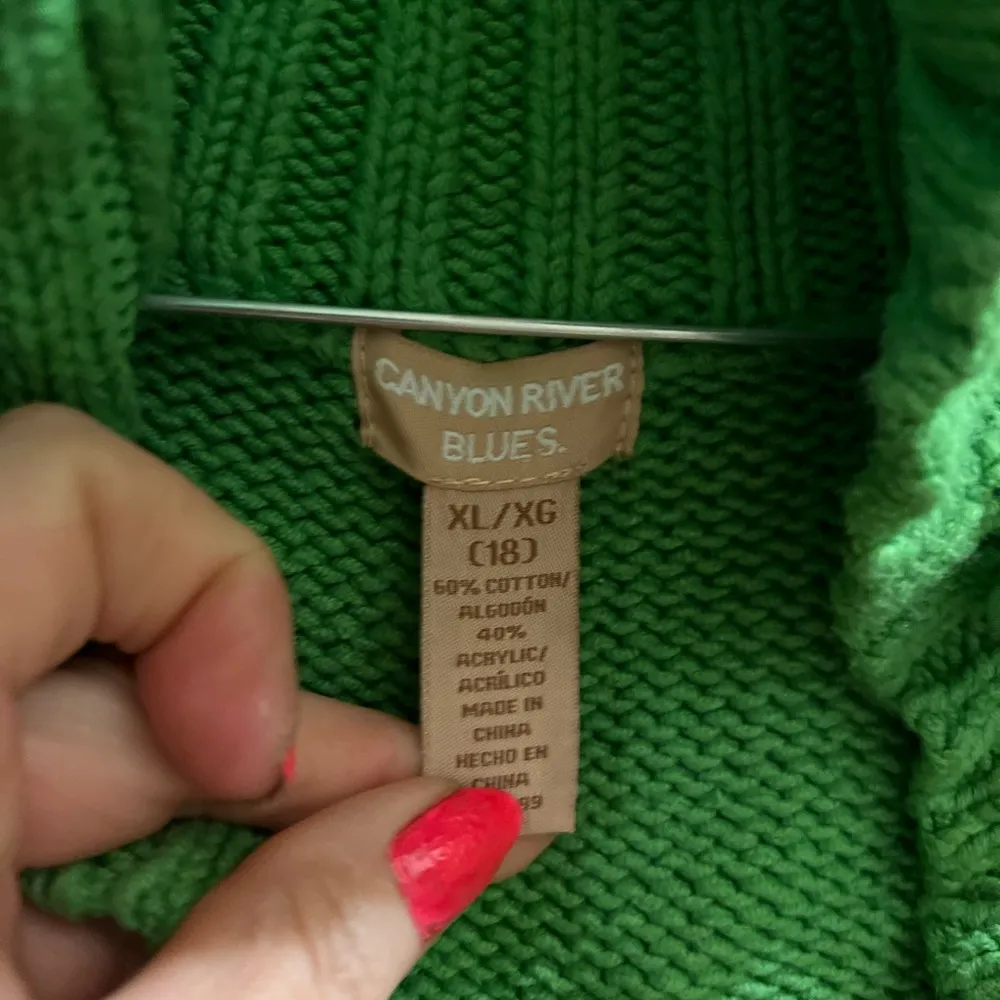 CANYON RIVER
BLUES.
XL/XG
(18)
60% COTTON/
ALGODÓN
40%
ACRYLIC/
ACRÍLICO
MADE IN
CHINA
HECHO EN
CHINA